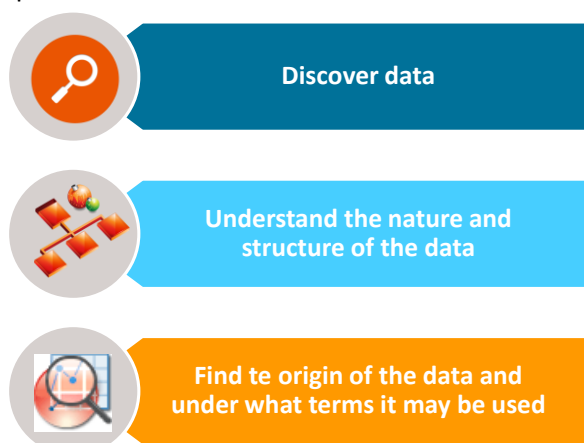 Discover data
Understand the nature and
structure of the data
Find te origin of the data and
under what terms it may be used